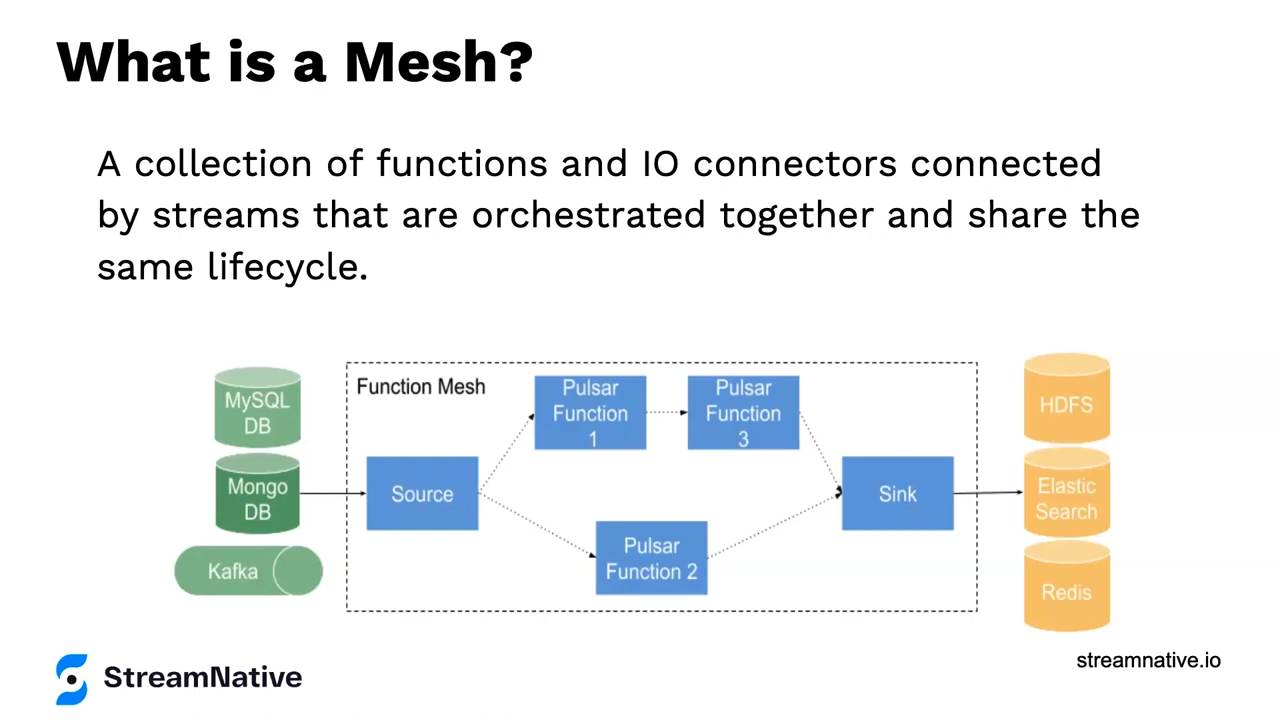 What is a Mesh?
A collection of functions and IO connectors connected
by streams that are orchestrated together and share the
same lifecycle.
MySQL
DB
Mongo
DB
Kafka
Function Mesh
Source
Pulsar
Function
1
Pulsar
Function
3
Pulsar
Function 2
Sink
HDFS
Elastic
Search
Redis
StreamNative
streamnative.io